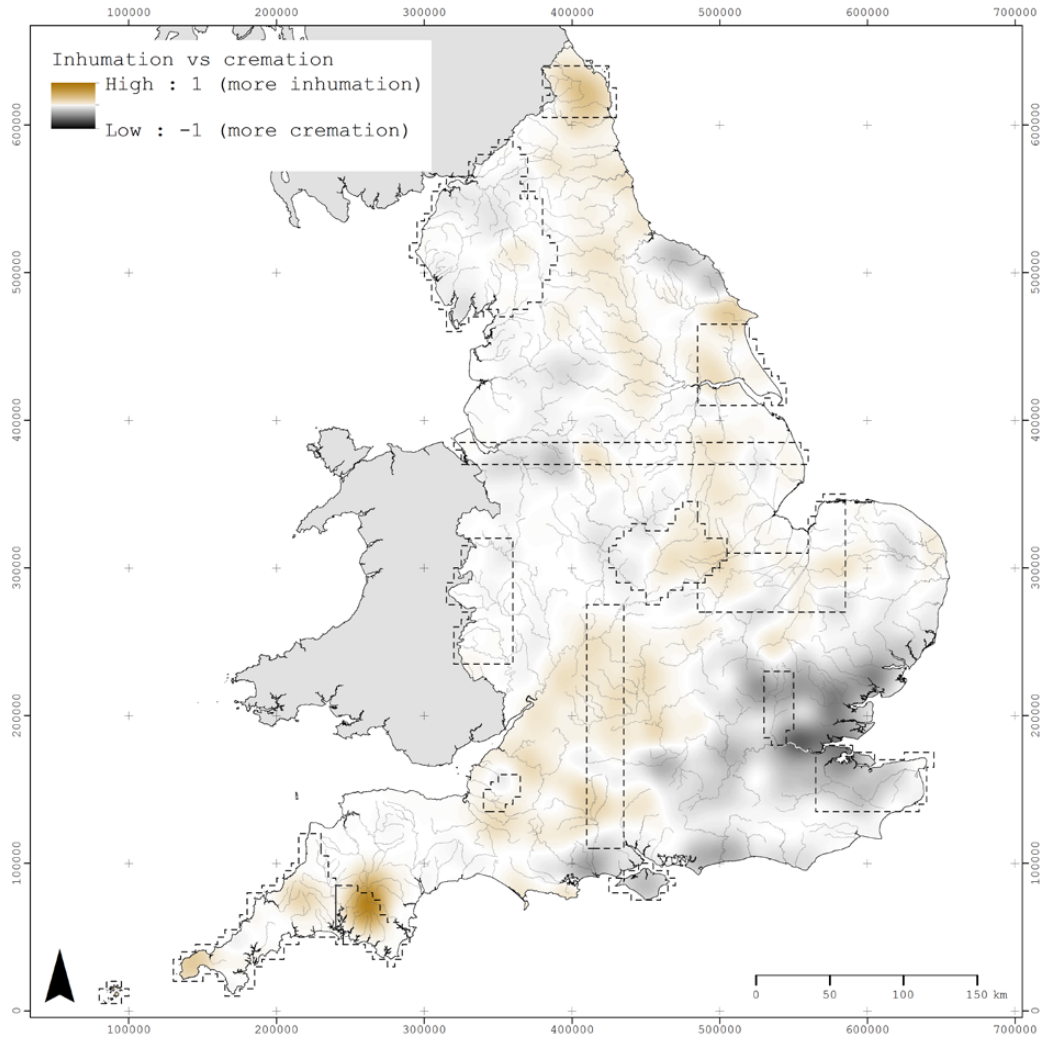 100000 200000 300000 400000 500000 600000 700000
Inhumation vs cremation
High : 1 (more inhumation)
Low : -1 (more cremation)
600000 600000
500000 500000
400000 400000
300000 300000
200000 200000
100000 100000
0 0
0 50 100 150 km
100000 200000 300000 400000 500000 600000 700000